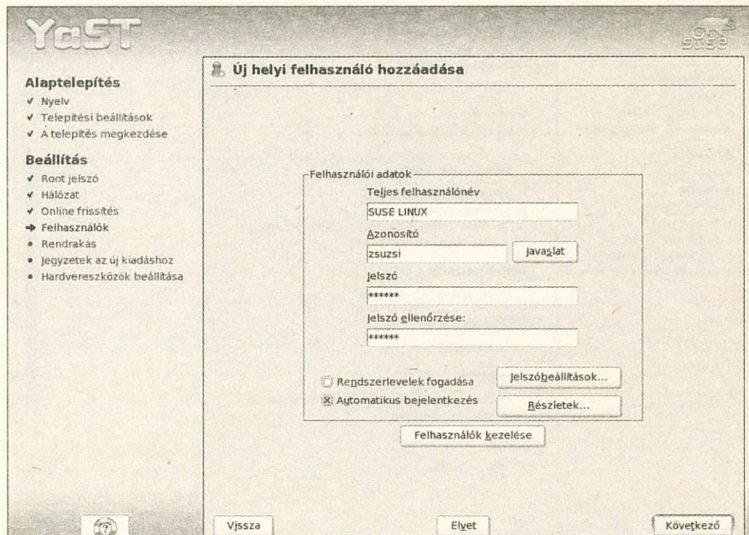 YaST
SUSE
Alaptelepítés
Nyelv
Telepítési beállítások
A telepítés megkezdése
Beállítás
Root jelszó
Hálózat
Online frissítés
Felhasználók
Rendrakás
Jegyzetek az új kiadáshoz
Hardvereszközök beállítása
Új helyi felhasználó hozzáadása
Felhasználói adatok
Teljes felhasználónév
SUSE LINUX
Azonosító
zsuzsi
Javaslat
Jelszó
******
Jelszó ellenőrzése:
******
Rendszerlevelek fogadása
Jelszóbeállítások...
Automatikus bejelentkezés
Részletek...
Felhasználók kezelése
Vissza
Elvet
Következő